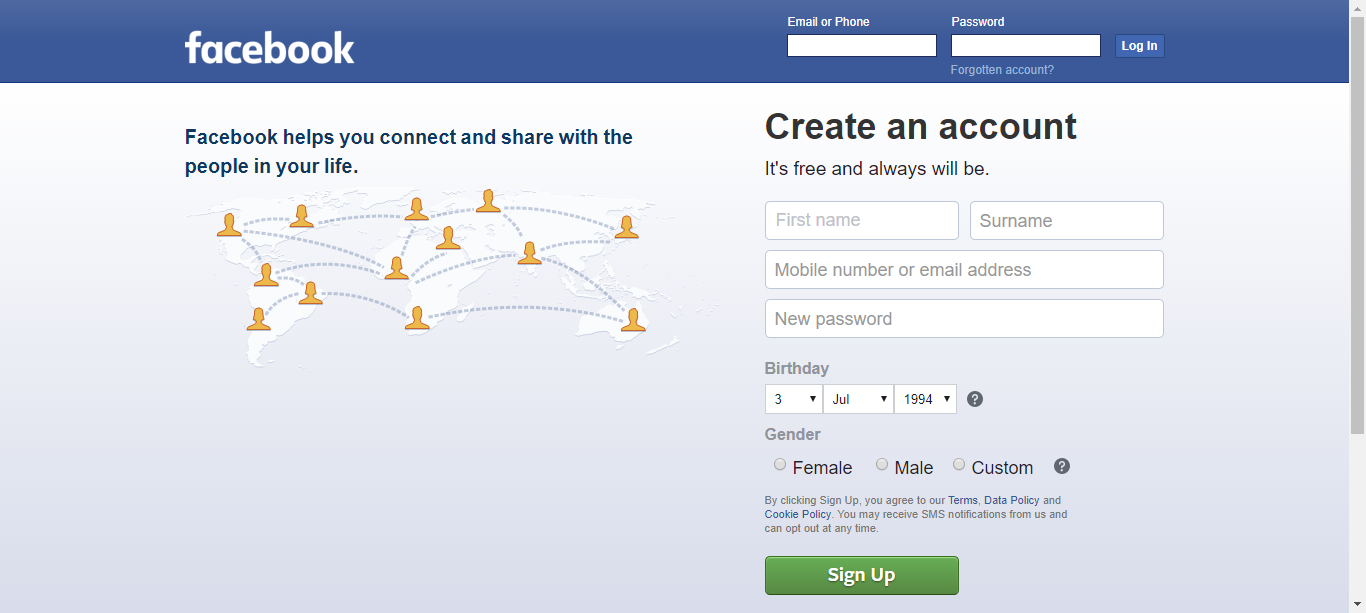 facebook
Email or Phone
Password
Log In
Forgotten account?
Facebook helps you connect and share with the
people in your life.
Create an account
It's free and always will be.
First name
Surname
Mobile number or email address
New password
Birthday
3
Jul
1994
?
Gender
Female
Male
Custom
?
By clicking Sign Up, you agree to our Terms, Data Policy and
Cookie Policy. You may receive SMS notifications from us and
can opt out at any time.
Sign Up